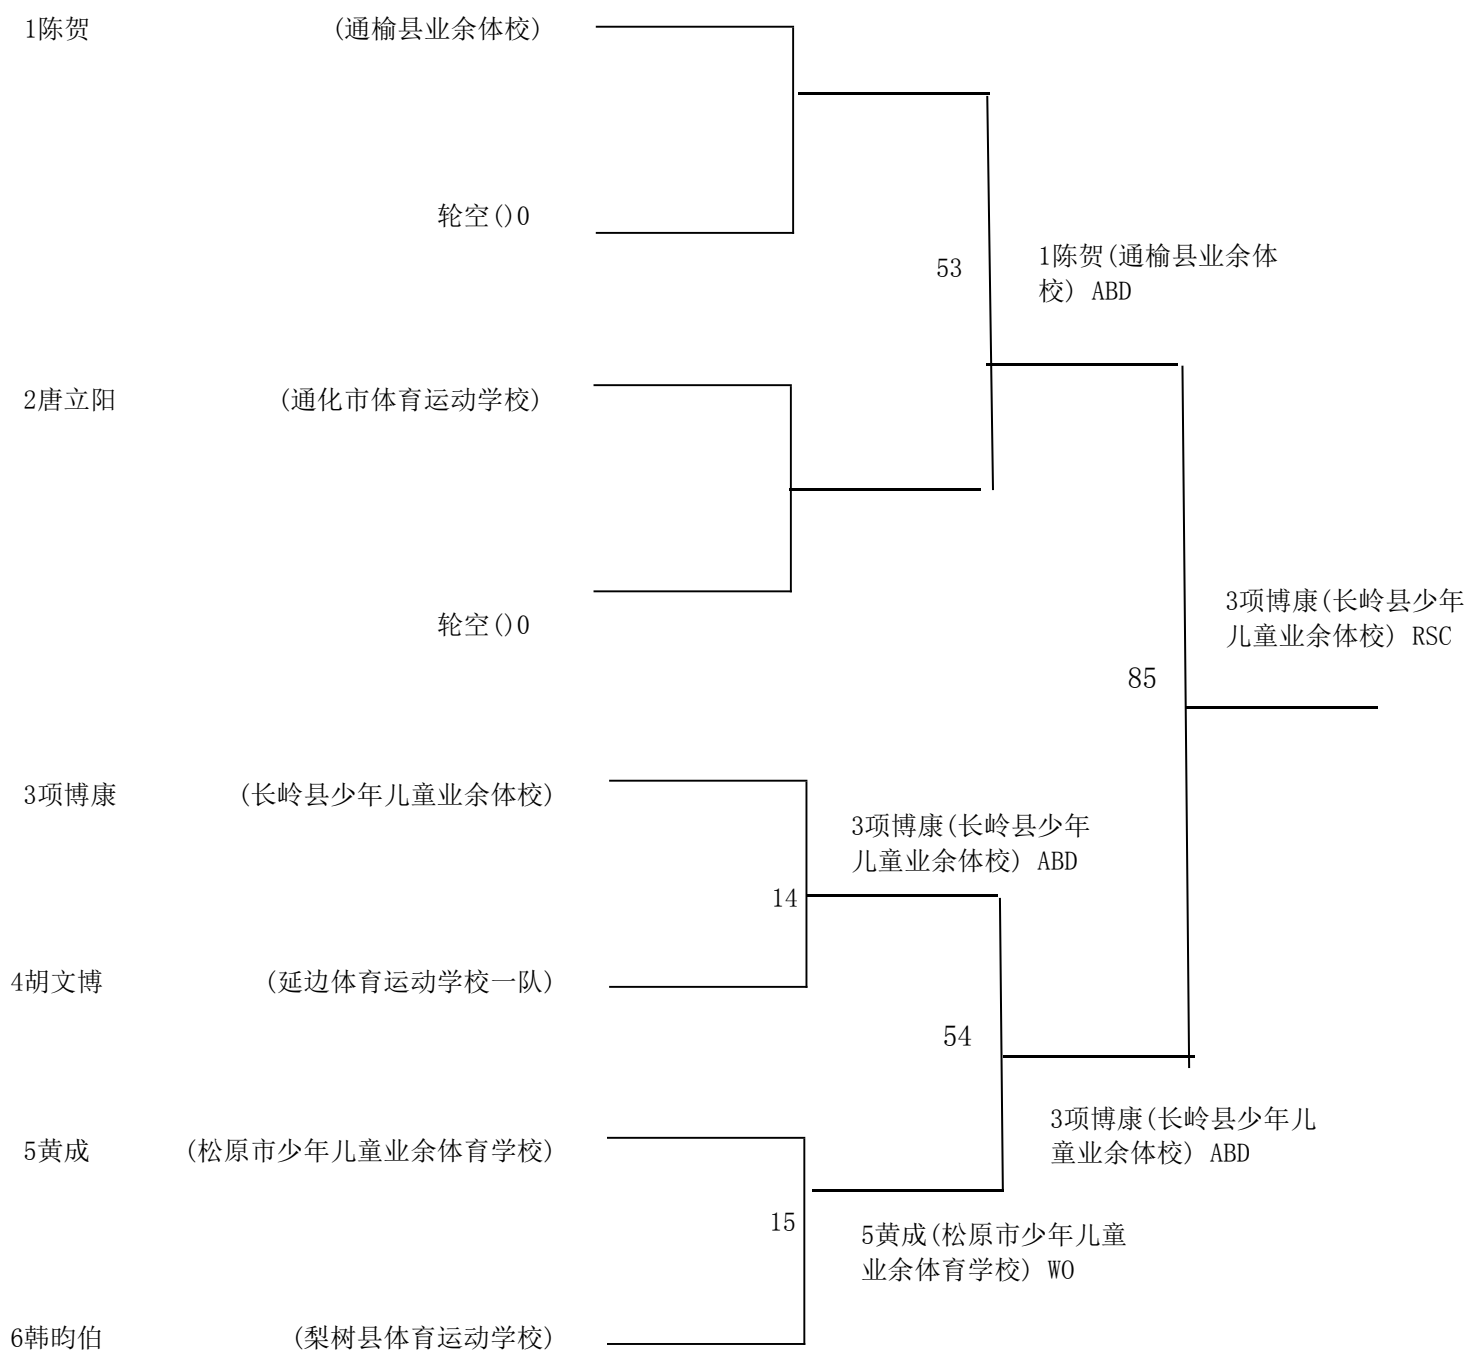 1陈贺 (通榆县业余体校)
轮空()0
53
1陈贺(通榆县业余体
校) ABD
2唐立阳 (通化市体育运动学校)
轮空()0
3项博康(长岭县少年
儿童业余体校) RSC
85
3项博康 (长岭县少年儿童业余体校)
3项博康(长岭县少年
儿童业余体校) ABD
14
4胡文博 (延边体育运动学校一队)
54
3项博康(长岭县少年儿
童业余体校) ABD
5黄成 (松原市少年儿童业余体育学校)
15
5黄成(松原市少年儿童
业余体育学校) WO
6韩昀伯 (梨树县体育运动学校)